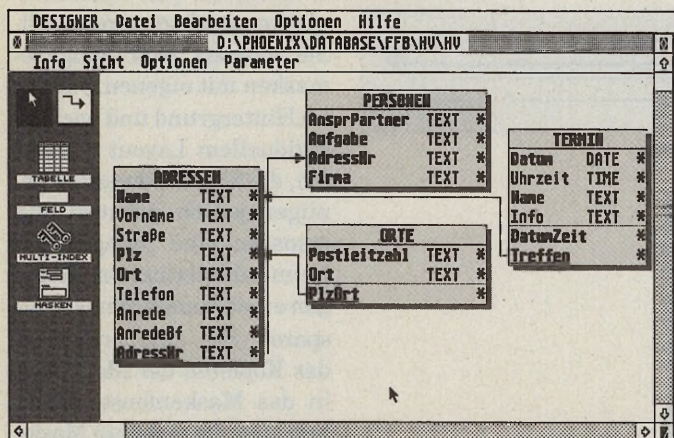 DESIGNER Datei Bearbeiten Optionen Hilfe
D:\PHOENIX\DATABASE\FFB\HV\HV
Info Sicht Optionen Parameter
TABELLE
FELD
MULTI-INDEX
MASKEN
ADRESSEN
Name TEXT *
Vorname TEXT *
Straße TEXT *
Plz TEXT *
Ort TEXT *
Telefon TEXT *
Anrede TEXT *
AnredeBf TEXT *
AdressNr TEXT *
PERSONEN
AnsprPartner TEXT *
Aufgabe TEXT *
AdressNr TEXT *
Firma TEXT *
ORTE
Postleitzahl TEXT *
Ort TEXT *
PlzOrt *
TERMIN
Datum DATE *
Uhrzeit TIME *
Name TEXT *
Info TEXT *
DatumZeit *
Treffen *